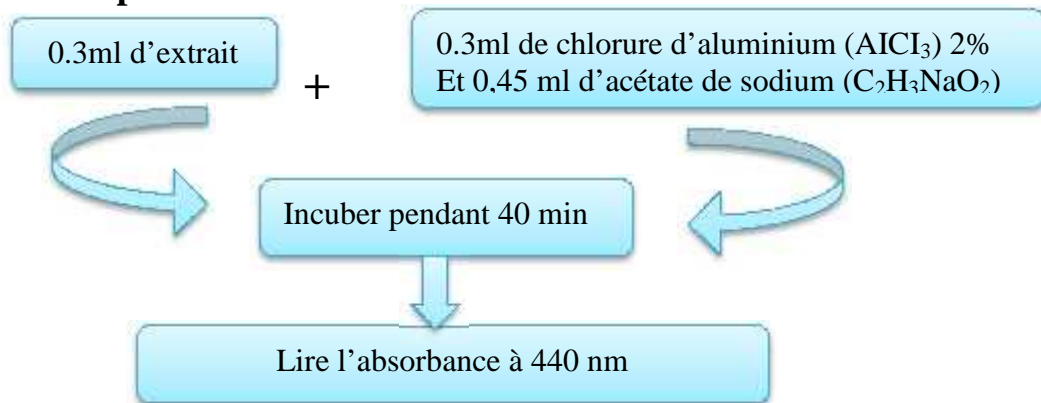 0.3ml d’extrait
+
0.3ml de chlorure d’aluminium (AICI₃) 2%
Et 0,45 ml d’acétate de sodium (C₂H₃NaO₂)
Incuber pendant 40 min
Lire l’absorbance à 440 nm